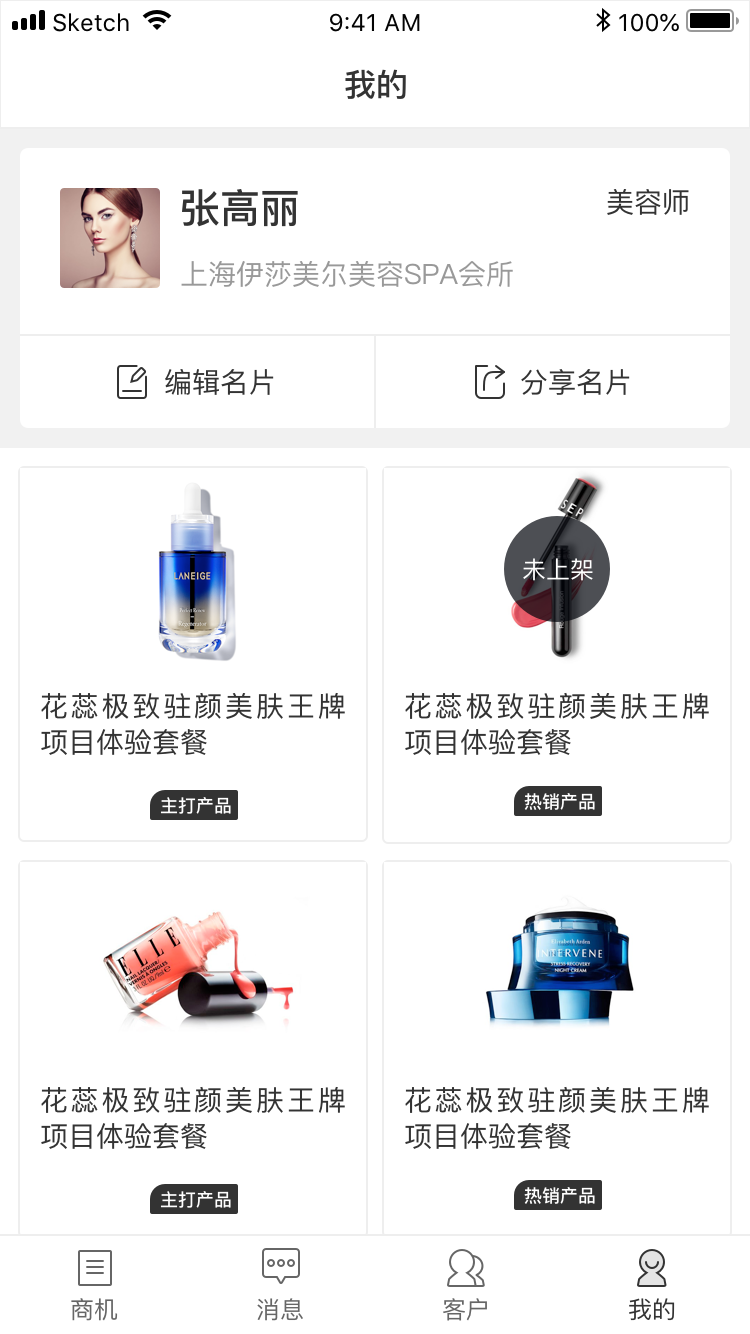 Sketch 9:41 AM 100%
我的
张高丽
美容师
上海伊莎美尔美容SPA会所
编辑名片
分享名片
LANEIGE
SEP
未上架
花蕊极致驻颜美肤王牌
项目体验套餐
主打产品
花蕊极致驻颜美肤王牌
项目体验套餐
热销产品
ELLE
NAIL LACQUER/
VERNIS A ONGLES
Elizabeth Arden
INTERVENE
STRESS RECOVERY
NIGHT CREAM
花蕊极致驻颜美肤王牌
项目体验套餐
主打产品
花蕊极致驻颜美肤王牌
项目体验套餐
热销产品
商机
消息
客户
我的